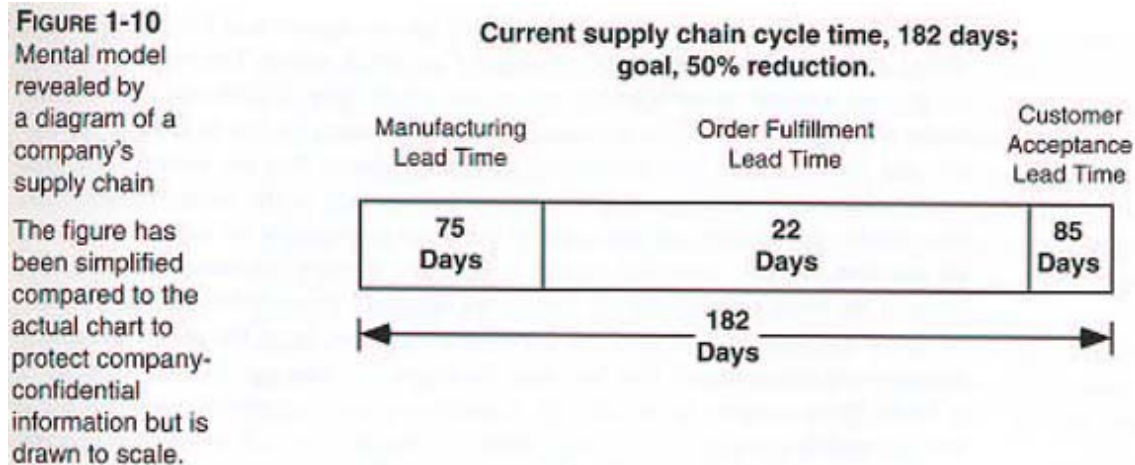 FIGURE 1-10
Mental model
revealed by
a diagram of a
company's
supply chain
The figure has
been simplified
compared to the
actual chart to
protect company-
confidential
information but is
drawn to scale.
Current supply chain cycle time, 182 days;
goal, 50% reduction.
Manufacturing
Lead Time
Order Fulfillment
Lead Time
Customer
Acceptance
Lead Time
75
Days
22
Days
85
Days
182
Days